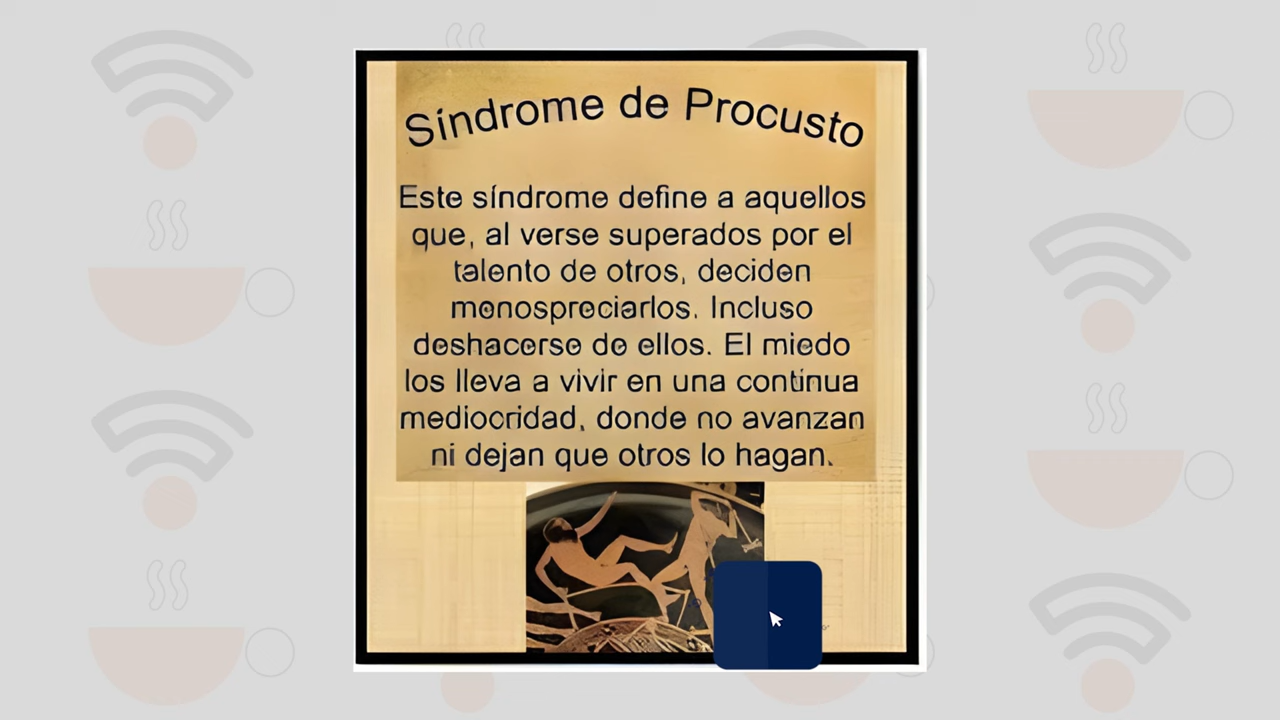 Síndrome de Procusto
Este síndrome define a aquellos
que, al verse superados por el
talento de otros, deciden
menospreciarlos. Incluso
deshacerse de ellos. El miedo
los lleva a vivir en una continua
mediocridad, donde no avanzan
ni dejan que otros lo hagan.